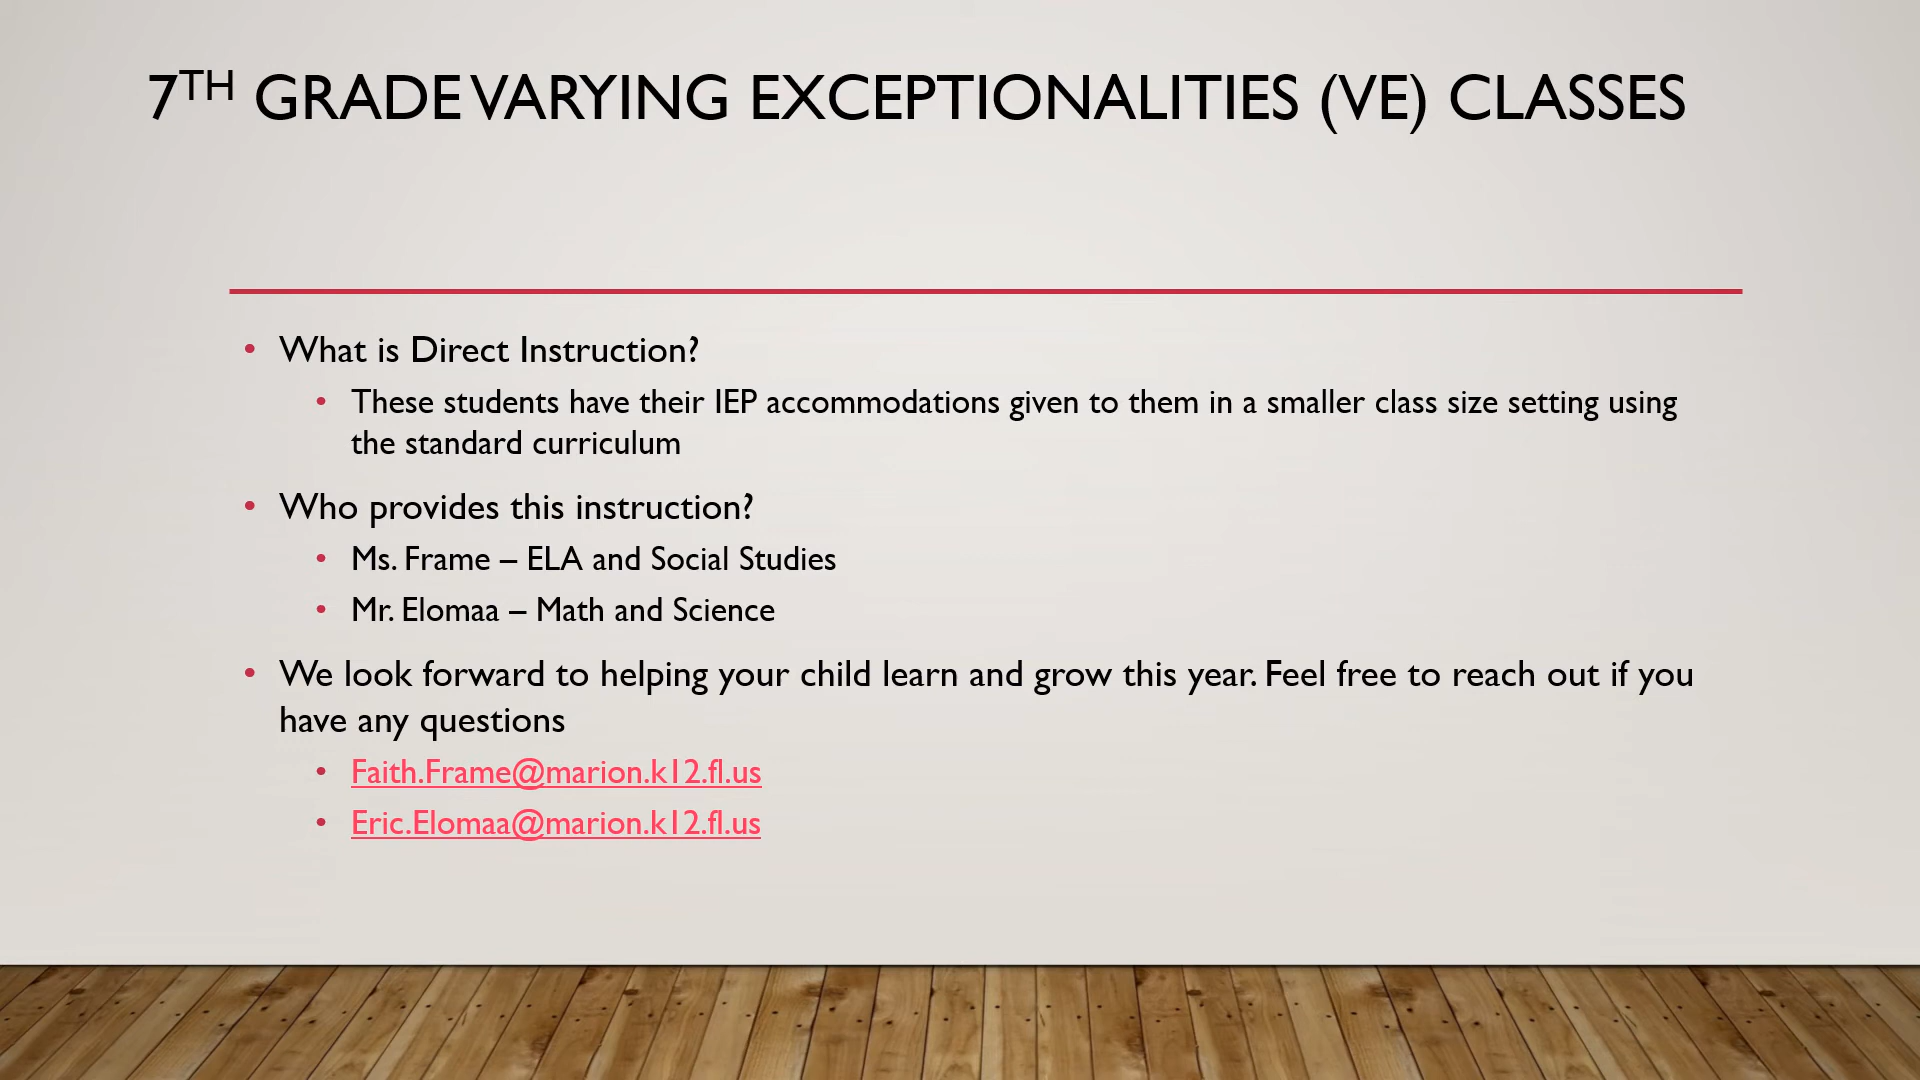 7TH GRADE VARYING EXCEPTIONALITIES (VE) CLASSES
• What is Direct Instruction?
• These students have their IEP accommodations given to them in a smaller class size setting using
the standard curriculum
• Who provides this instruction?
• Ms. Frame – ELA and Social Studies
• Mr. Elomaa – Math and Science
• We look forward to helping your child learn and grow this year. Feel free to reach out if you
have any questions
• Faith.Frame@marion.k12.fl.us
• Eric.Elomaa@marion.k12.fl.us